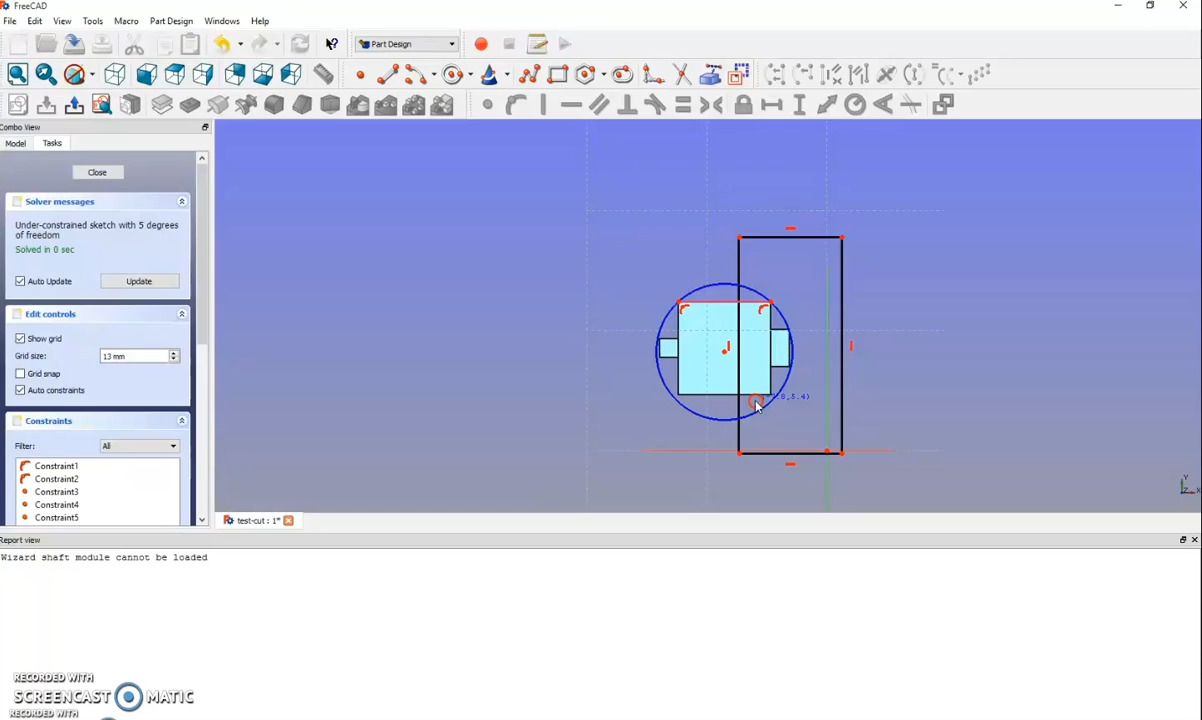 FreeCAD
File Edit View Tools Macro Part Design Windows Help
Part Design
Combo View
Model Tasks
Close
Solver messages
Under-constrained sketch with 5 degrees
of freedom
Solved in 0 sec
Auto Update Update
Edit controls
Show grid
Grid size: 13 mm
Grid snap
Auto constraints
Constraints
Filter: All
Constraint1
Constraint2
Constraint3
Constraint4
Constraint5
test-cut : 1*
Report view
Wizard shaft module cannot be loaded
RECORDED WITH
SCREENCAST MATIC
RECORDED WITH